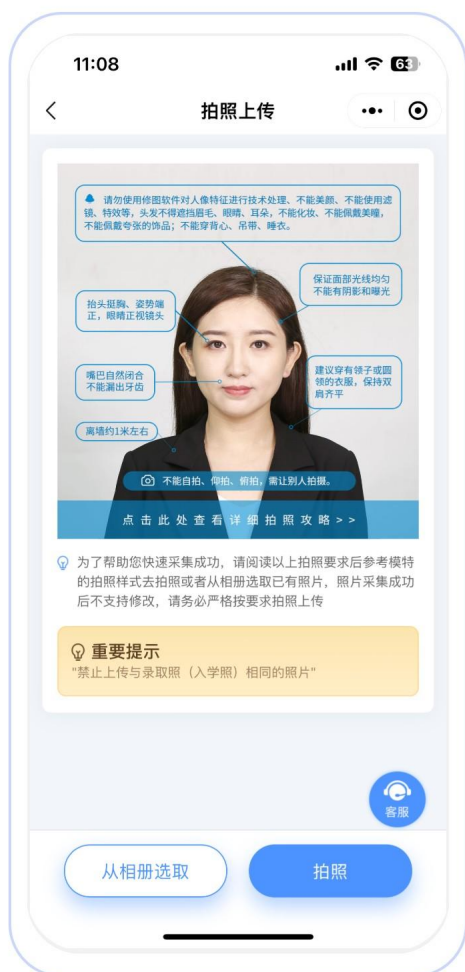 11:08
63
拍照上传
请勿使用修图软件对人像特征进行技术处理、不能美颜、不能使用滤
镜、特效等，头发不得遮挡眉毛、眼睛、耳朵，不能化妆、不能佩戴美瞳，
不能佩戴夸张的饰品；不能穿背心、吊带、睡衣。
保证面部光线均匀
不能有阴影和曝光
抬头挺胸、姿势端
正，眼睛正视镜头
嘴巴自然闭合
不能漏出牙齿
建议穿有领子或圆
领的衣服，保持双
肩齐平
离墙约1米左右
不能自拍、仰拍、俯拍，需让别人拍摄。
点击此处查看详细拍照攻略>>
为了帮助您快速采集成功，请阅读以上拍照要求后参考模特
的拍照样式去拍照或者从相册选取已有照片，照片采集成功
后不支持修改，请务必严格按要求拍照上传
重要提示
"禁止上传与录取照（入学照）相同的照片"
客服
从相册选取
拍照